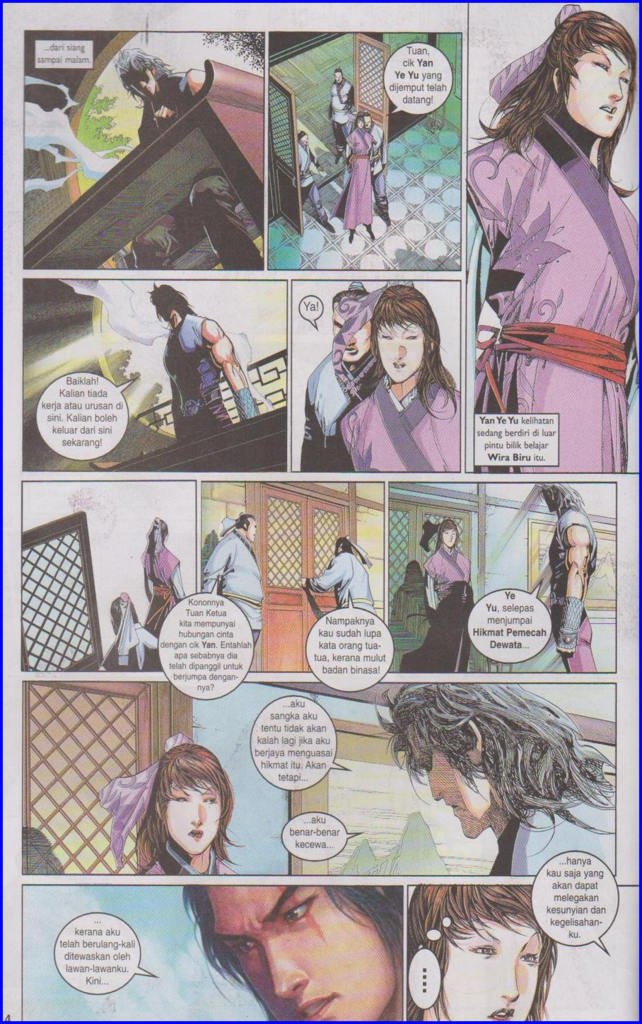 ...dari siang
sampai malam.
Tuan,
cik Yan
Ye Yu yang
dijemput telah
datang!
Yan Ye Yu kelihatan
sedang berdiri di luar
pintu bilik belajar
Wira Biru itu.
Baiklah!
Kalian tiada
kerja atau urusan di
sini. Kalian boleh
keluar dari sini
sekarang!
Ya!
Kononnya
Tuan Ketua
kita mempunyai
hubungan cinta
dengan cik Yan. Entahlah
apa sebabnya dia
telah dipanggil untuk
berjumpa dengan-
nya?
Nampaknya
kau sudah lupa
kata orang tua-
tua, kerana mulut
badan binasa!
Ye
Yu, selepas
menjumpai
Hikmat Pemecah
Dewata...
...aku
sangka aku
tentu tidak akan
kalah lagi jika aku
berjaya menguasai
hikmat itu. Akan
tetapi...
...aku
benar-benar
kecewa...
...
kerana aku
telah berulang-kali
ditewaskan oleh
lawan-lawanku.
Kini...
...hanya
kau saja yang
akan dapat
melegakan
kesunyian dan
kegelisahan-
ku.
....
4